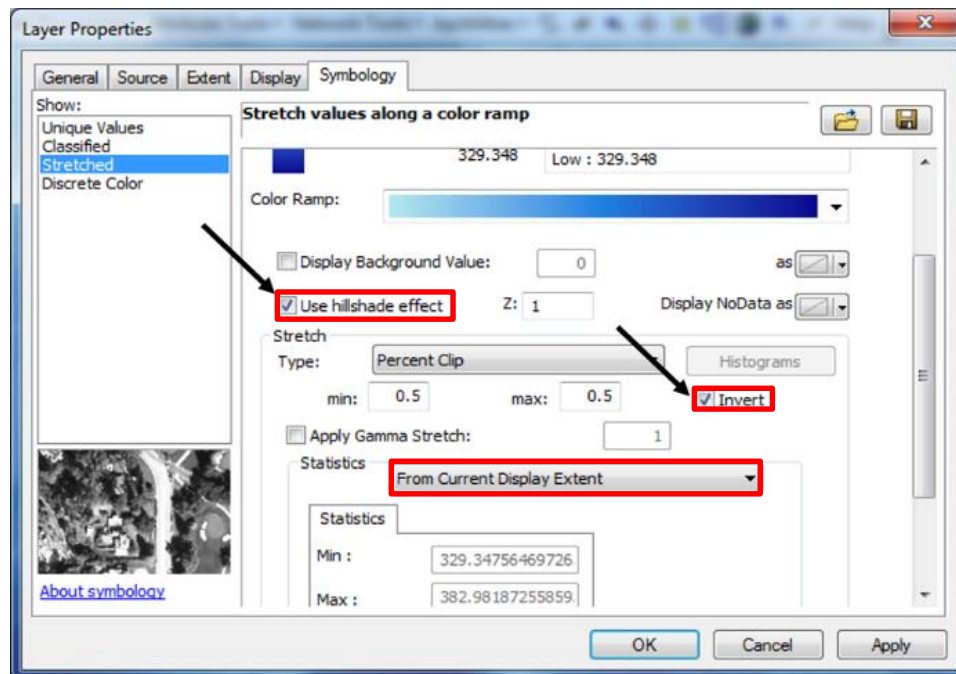 Layer Properties
General Source Extent Display Symbology
Show:
Unique Values
Classified
Stretched
Discrete Color
Stretch values along a color ramp
329.348 Low : 329.348
Color Ramp:
Display Background Value: 0 as
Use hillshade effect Z: 1 Display NoData as
Stretch
Type: Percent Clip Histograms
min: 0.5 max: 0.5 Invert
Apply Gamma Stretch: 1
Statistics
From Current Display Extent
Statistics
Min : 329.34756469726
Max : 382.98187255859
About symbology
OK Cancel Apply